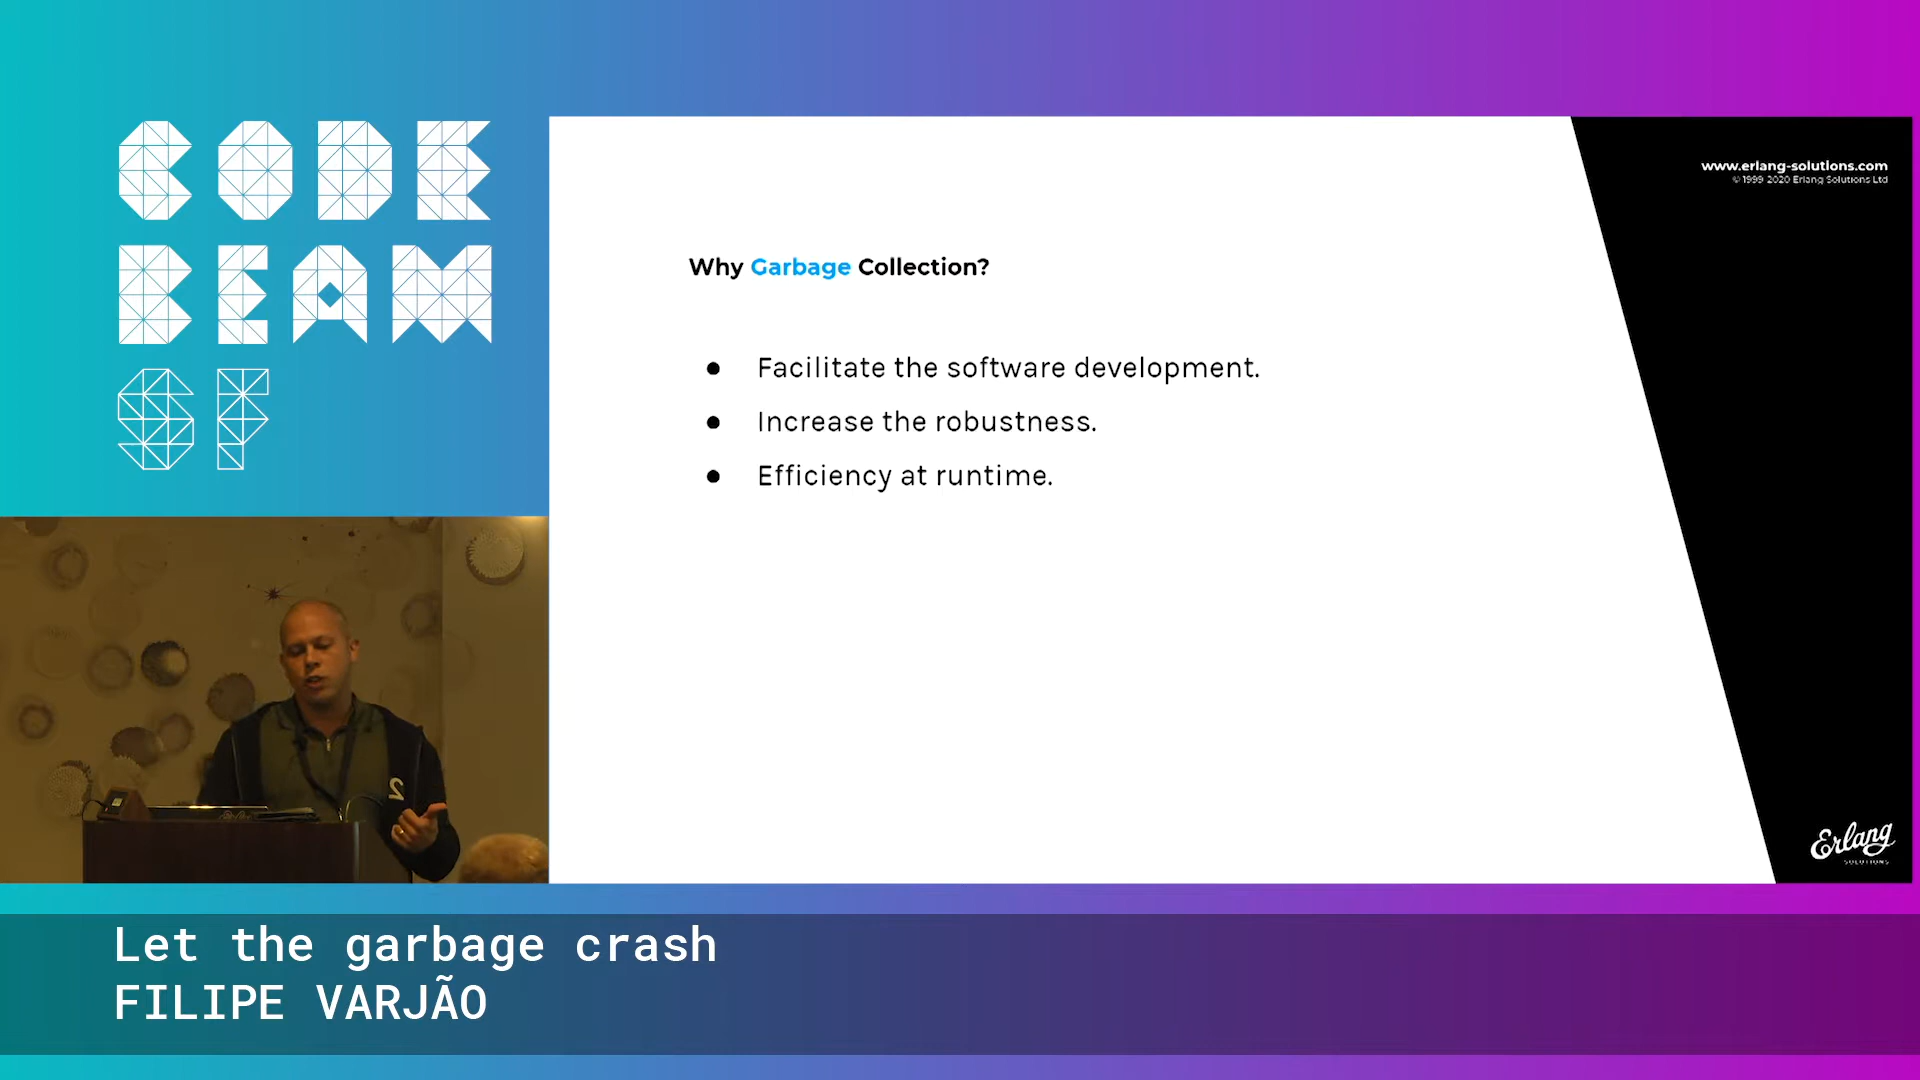 CODE
BEAM
SF
www.erlang-solutions.com
© 1999-2020 Erlang Solutions Ltd
Why Garbage Collection?
● Facilitate the software development.
● Increase the robustness.
● Efficiency at runtime.
2
Erlang
SOLUTIONS
Let the garbage crash
FILIPE VARJÃO